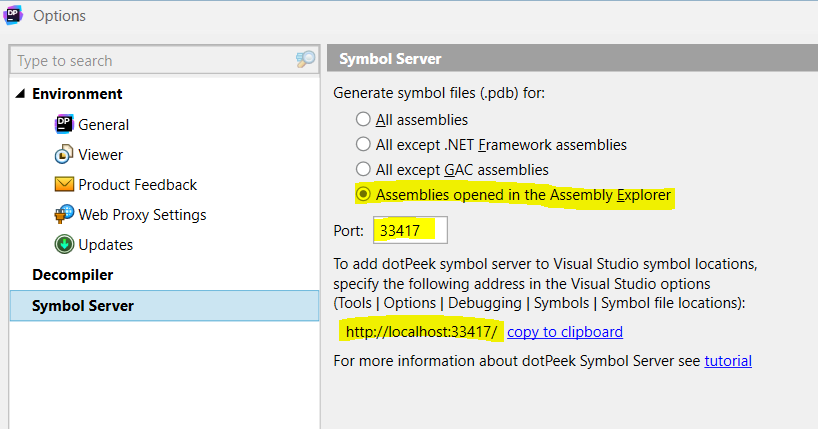 DP Options
Type to search
Environment
DP General
Viewer
Product Feedback
Web Proxy Settings
Updates
Decompiler
Symbol Server
Symbol Server
Generate symbol files (.pdb) for:
All assemblies
All except .NET Framework assemblies
All except GAC assemblies
Assemblies opened in the Assembly Explorer
Port: 33417
To add dotPeek symbol server to Visual Studio symbol locations,
specify the following address in the Visual Studio options
(Tools | Options | Debugging | Symbols | Symbol file locations):
http://localhost:33417/ copy to clipboard
For more information about dotPeek Symbol Server see tutorial